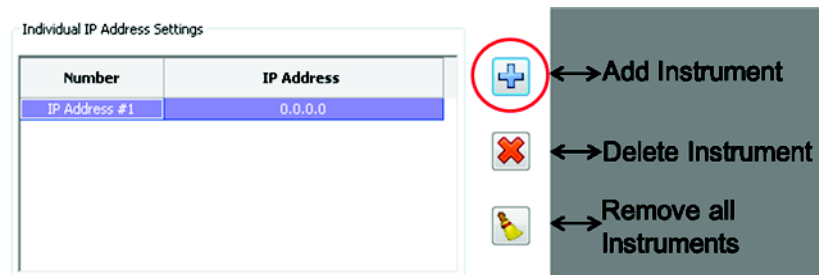 Individual IP Address Settings
Number IP Address
IP Address #1 0.0.0.0
Add Instrument
Delete Instrument
Remove all
Instruments